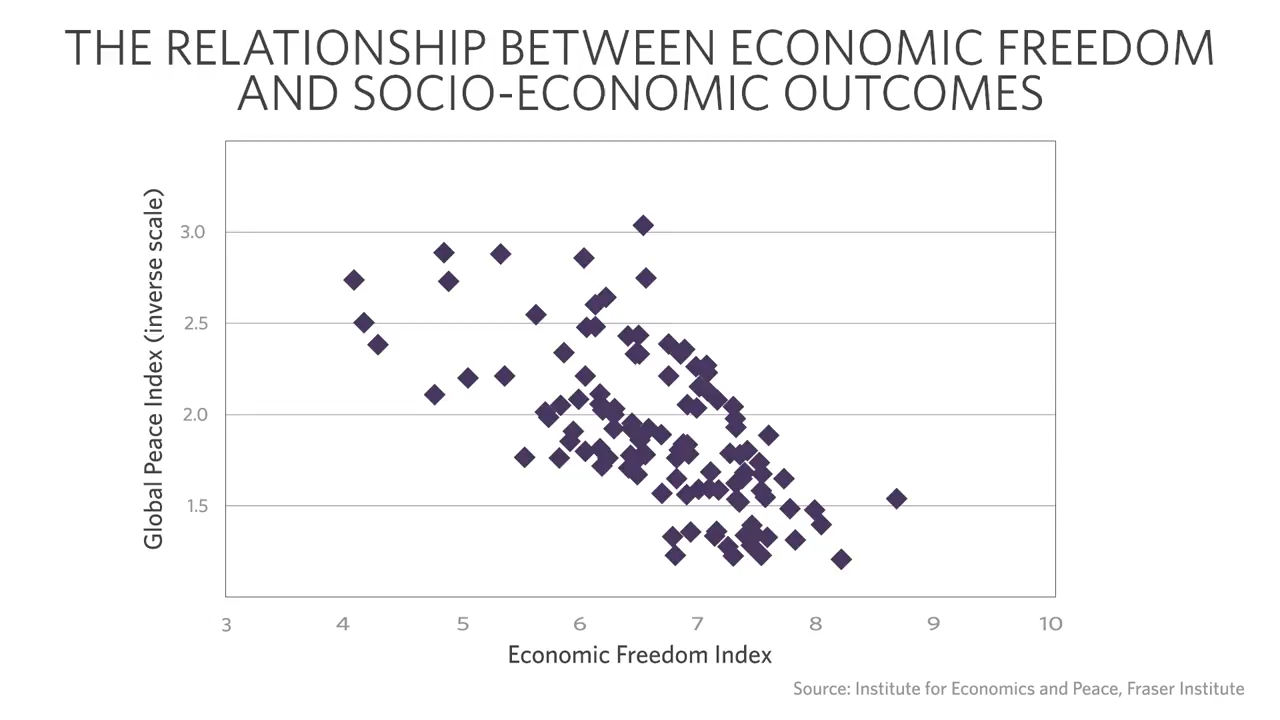 THE RELATIONSHIP BETWEEN ECONOMIC FREEDOM
AND SOCIO-ECONOMIC OUTCOMES
Global Peace Index (inverse scale)
3.0
2.5
2.0
1.5
3 4 5 6 7 8 9 10
Economic Freedom Index
Source: Institute for Economics and Peace, Fraser Institute